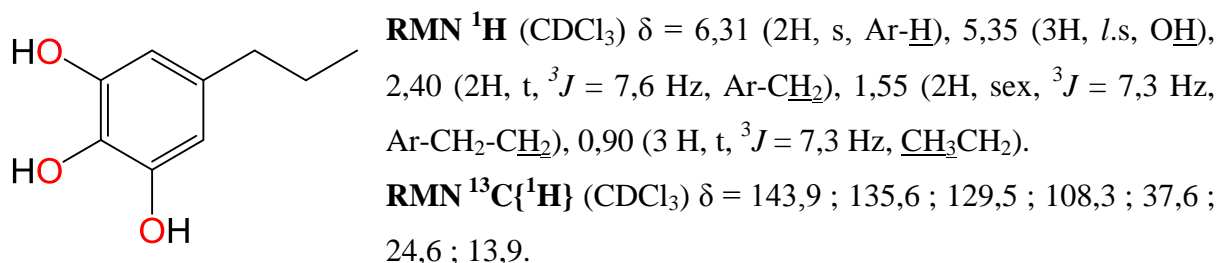 HO
HO
OH
RMN ¹H (CDCl₃) δ = 6,31 (2H, s, Ar-H), 5,35 (3H, l.s, OH),
2,40 (2H, t, ³J = 7,6 Hz, Ar-CH₂), 1,55 (2H, sex, ³J = 7,3 Hz,
Ar-CH₂-CH₂), 0,90 (3 H, t, ³J = 7,3 Hz, CH₃CH₂).
RMN ¹³C{¹H} (CDCl₃) δ = 143,9 ; 135,6 ; 129,5 ; 108,3 ; 37,6 ;
24,6 ; 13,9.